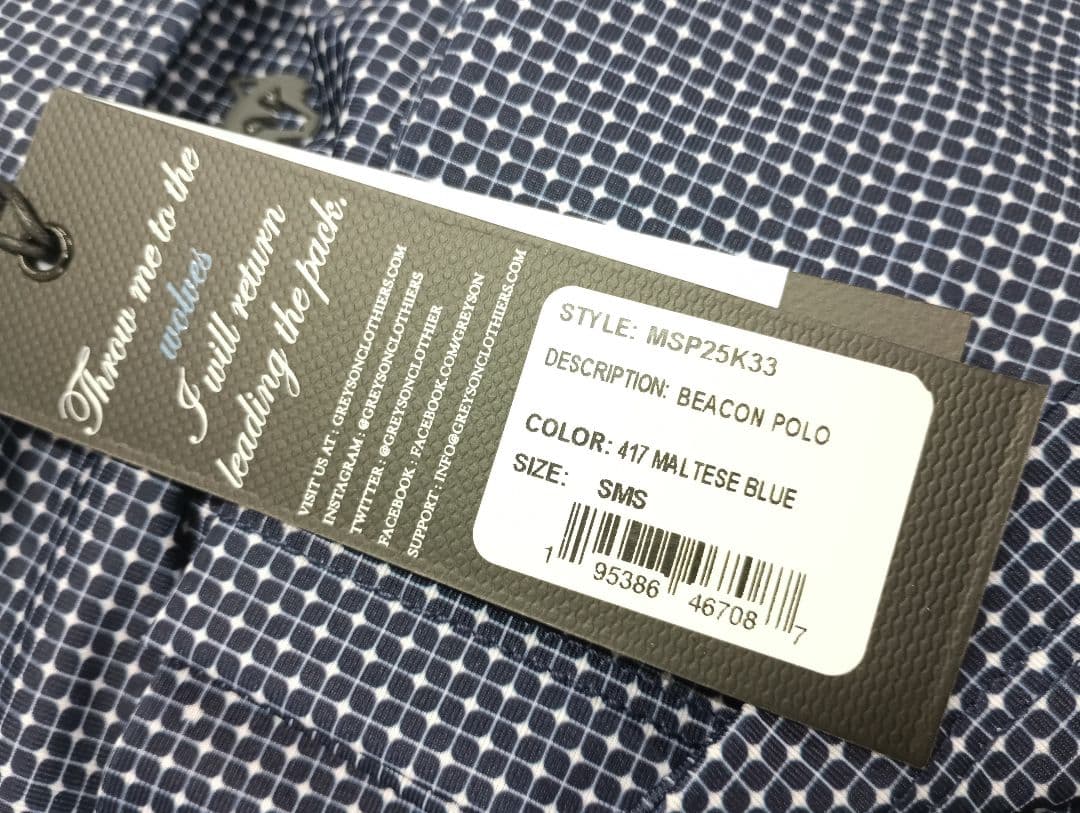 Throw me to the
wolves
I will return
leading the pack.
VISIT US AT : GREYSONCLOTHIERS.COM
INSTAGRAM : @GREYSONCLOTHIERS
TWITTER : @GREYSONCLOTHIER
FACEBOOK . FACEBOOK.COM/GREYSON
SUPPORT : INFO@GREYSONCLOTHIERS.COM
STYLE: MSP25K33
DESCRIPTION: BEACON POLO
COLOR: 417 MALTESE BLUE
SIZE: SMS
1 95386 46708 7